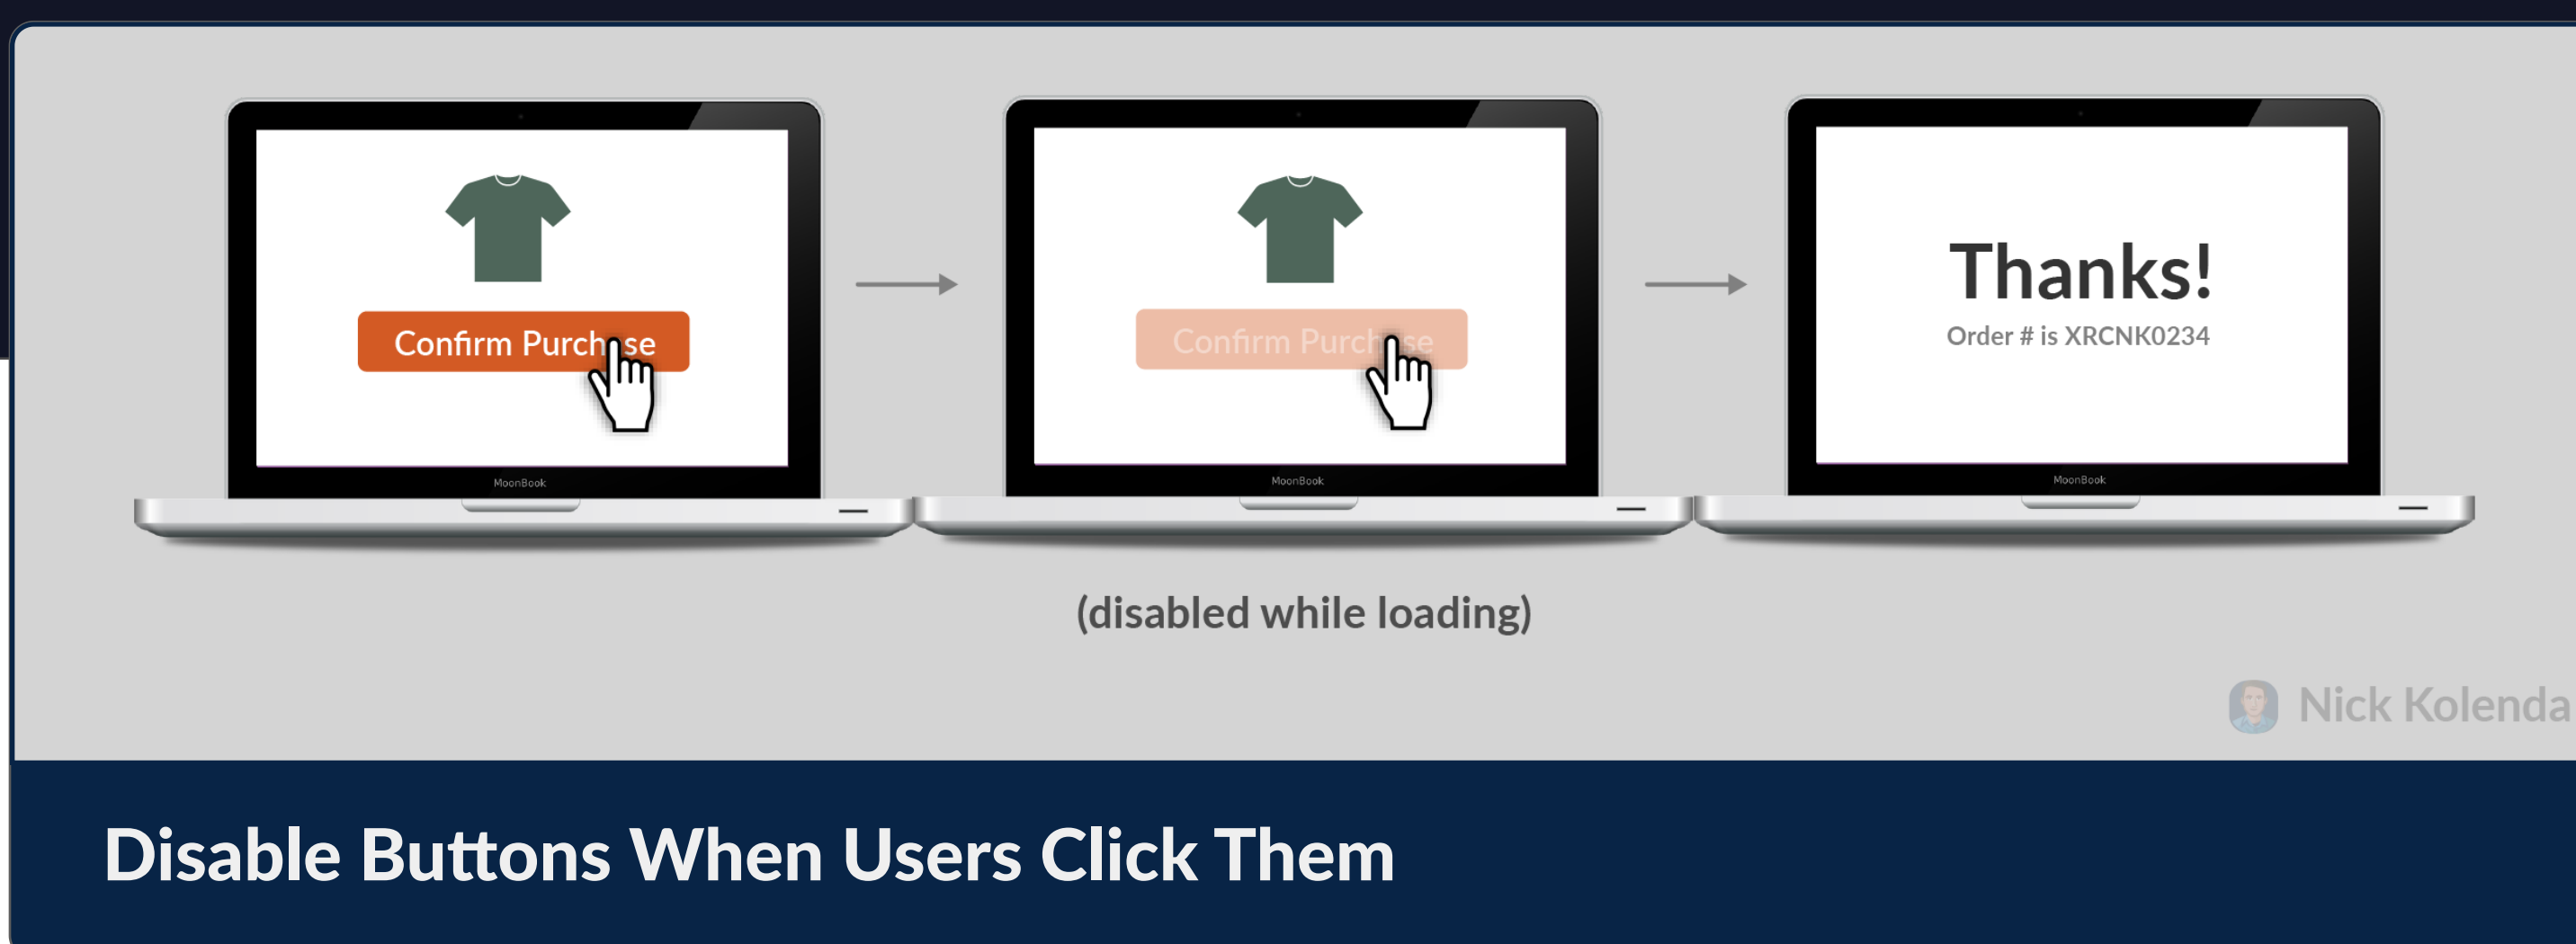 Confirm Purchase
Confirm Purchase
Thanks!
Order # is XRCNK0234
MoonBook
MoonBook
MoonBook
(disabled while loading)
Nick Kolenda
Disable Buttons When Users Click Them